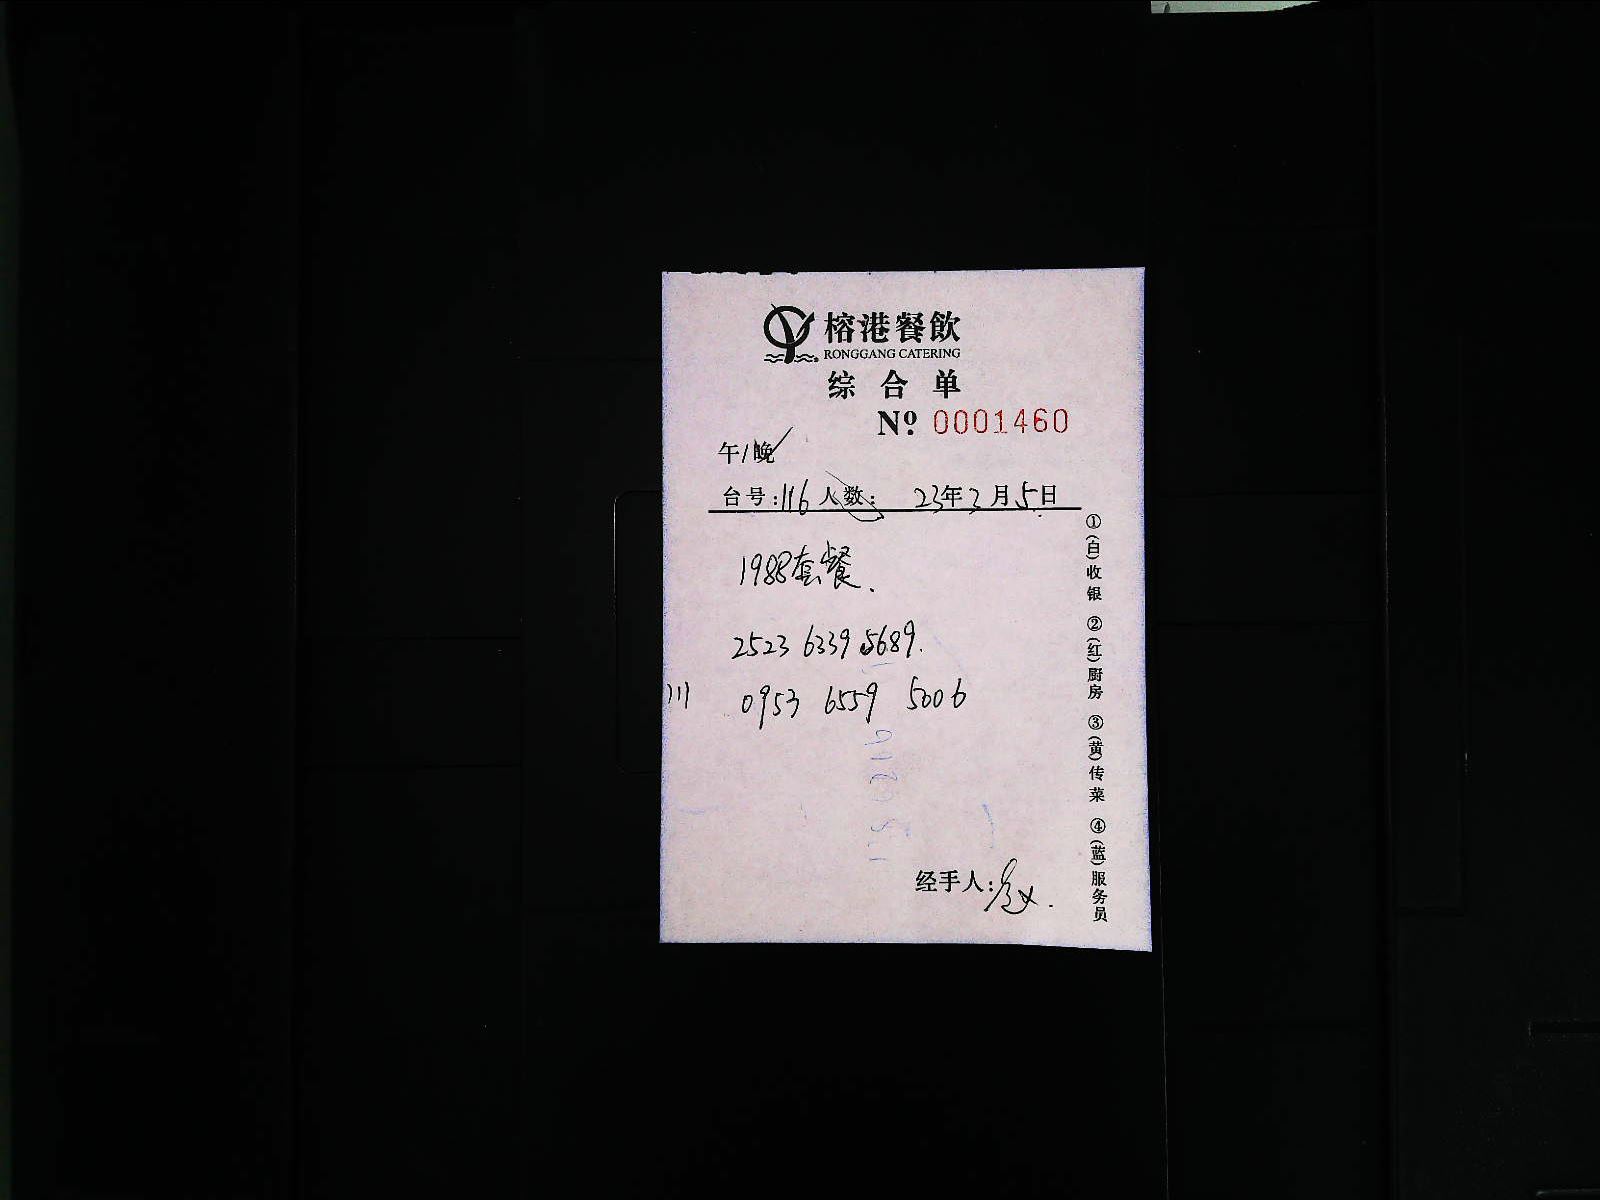 榕港餐飲
RONGGANG CATERING
综合单
Nº 0001460
午/晚
台号:116 人数: 23年3月5日
1988套餐.
2523 6339 5689.
111 0953 6559 5006
经手人:
①(白)收银 ②(红)厨房 ③(黄)传菜 ④(蓝)服务员